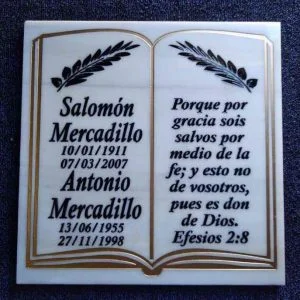 Salomón
Mercadillo
10/01/1911
07/03/2007
Antonio
Mercadillo
13/06/1955
27/11/1998
Porque por
gracia sois
salvos por
medio de la
fe; y esto no
de vosotros,
pues es don
de Dios.
Efesios 2:8